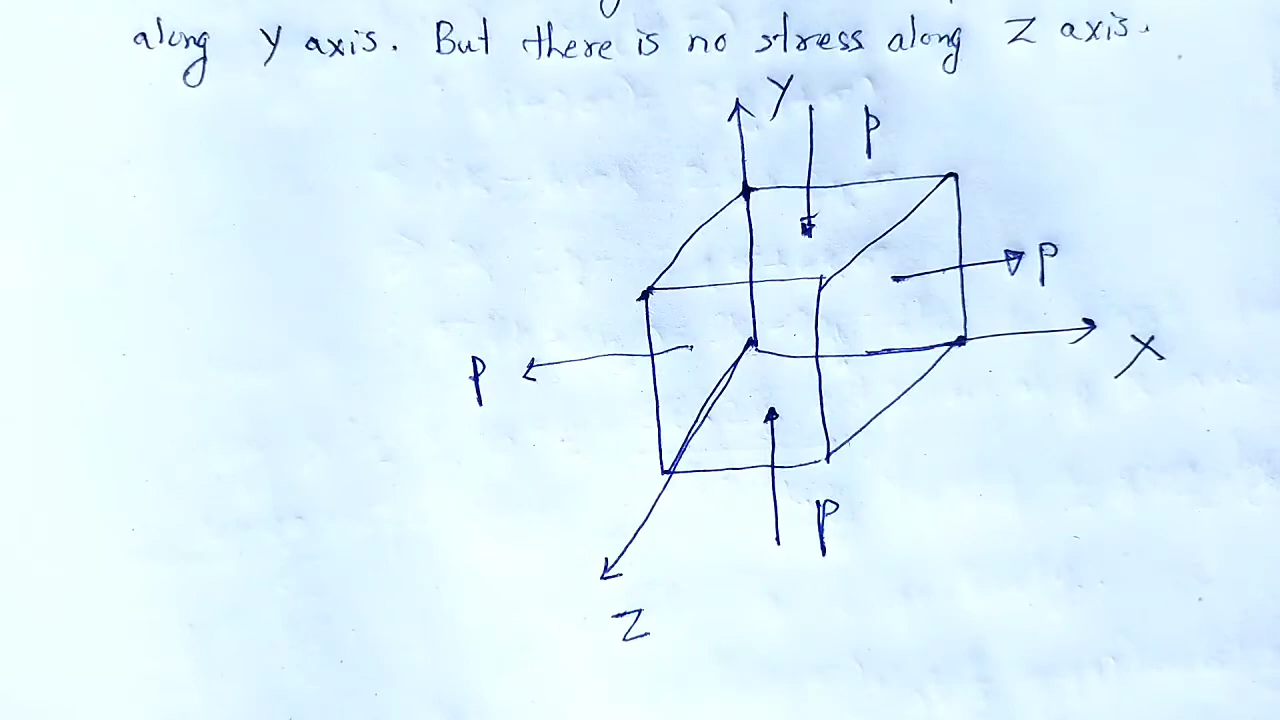 along Y axis. But there is no stress along Z axis.
Y
P
P
P
X
P
Z